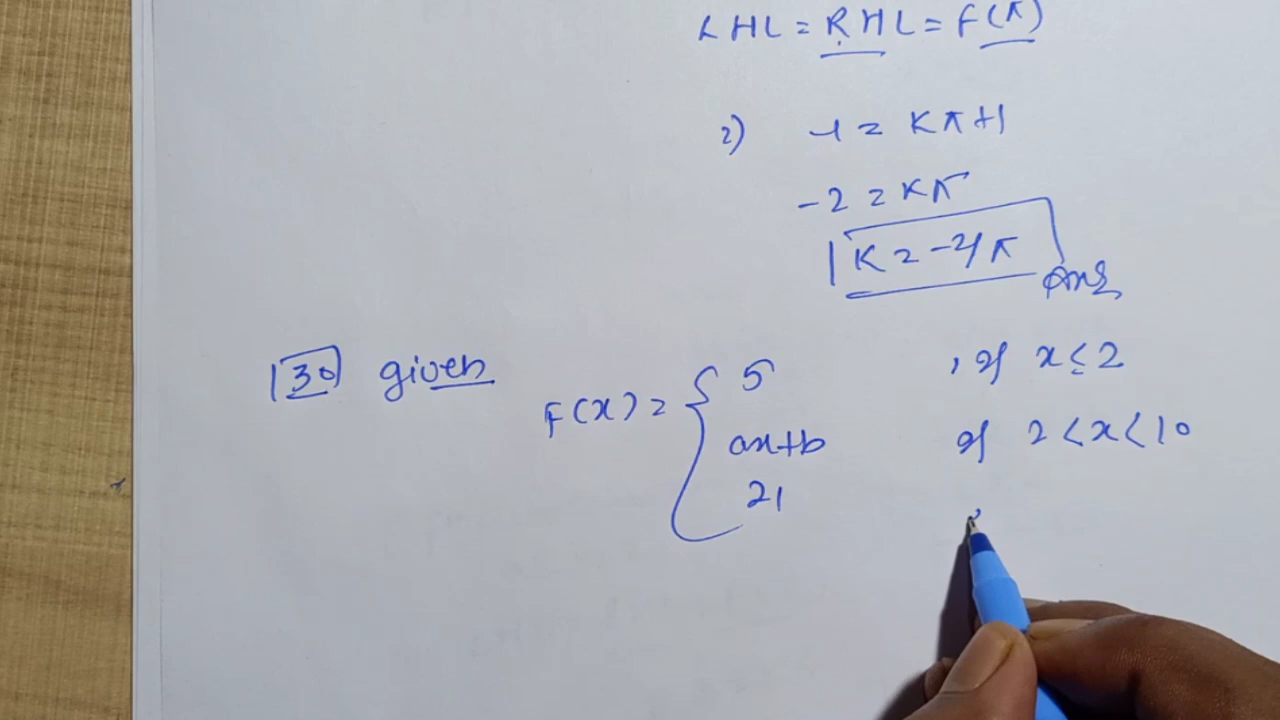 LHL = RHL = F(π)
2) -1 = Kπ+1
-2 = Kπ
K = -2/π Ans
30 given
F(x) = { 5 , if x ≤ 2
ax+b if 2 < x < 10
21 ,